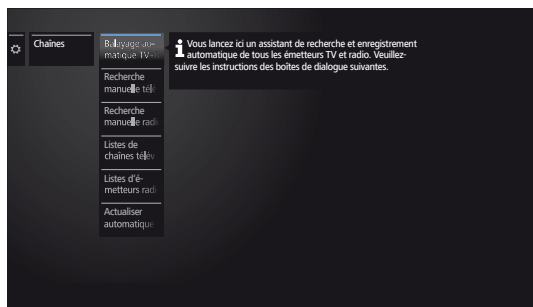 Chaînes
Balayage au-
matique TV+
Recherche
manuelle télé
Recherche
manuelle radi
Listes de
chaînes télév
Listes d'é-
metteurs radi
Actualiser
automatique
Vous lancez ici un assistant de recherche et enregistrement
automatique de tous les émetteurs TV et radio. Veuillez-
suivre les instructions des boîtes de dialogue suivantes.